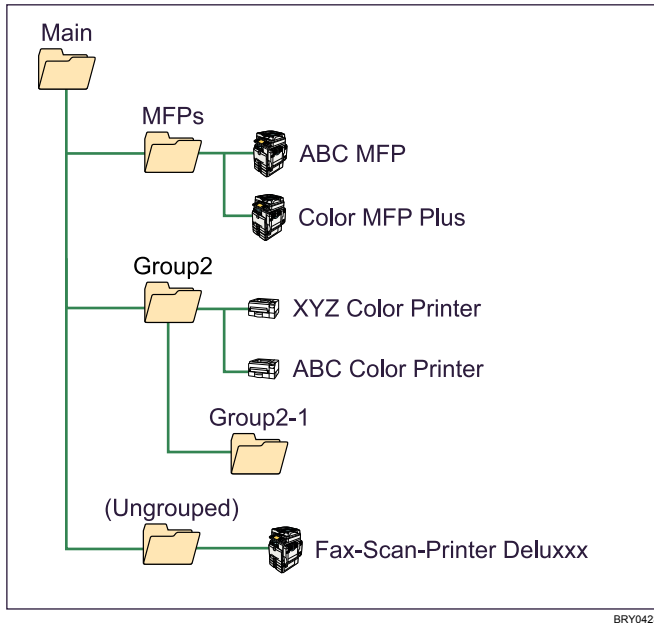 Main
MFPs
ABC MFP
Color MFP Plus
Group2
XYZ Color Printer
ABC Color Printer
Group2-1
(Ungrouped)
Fax-Scan-Printer Deluxxx
BRY042